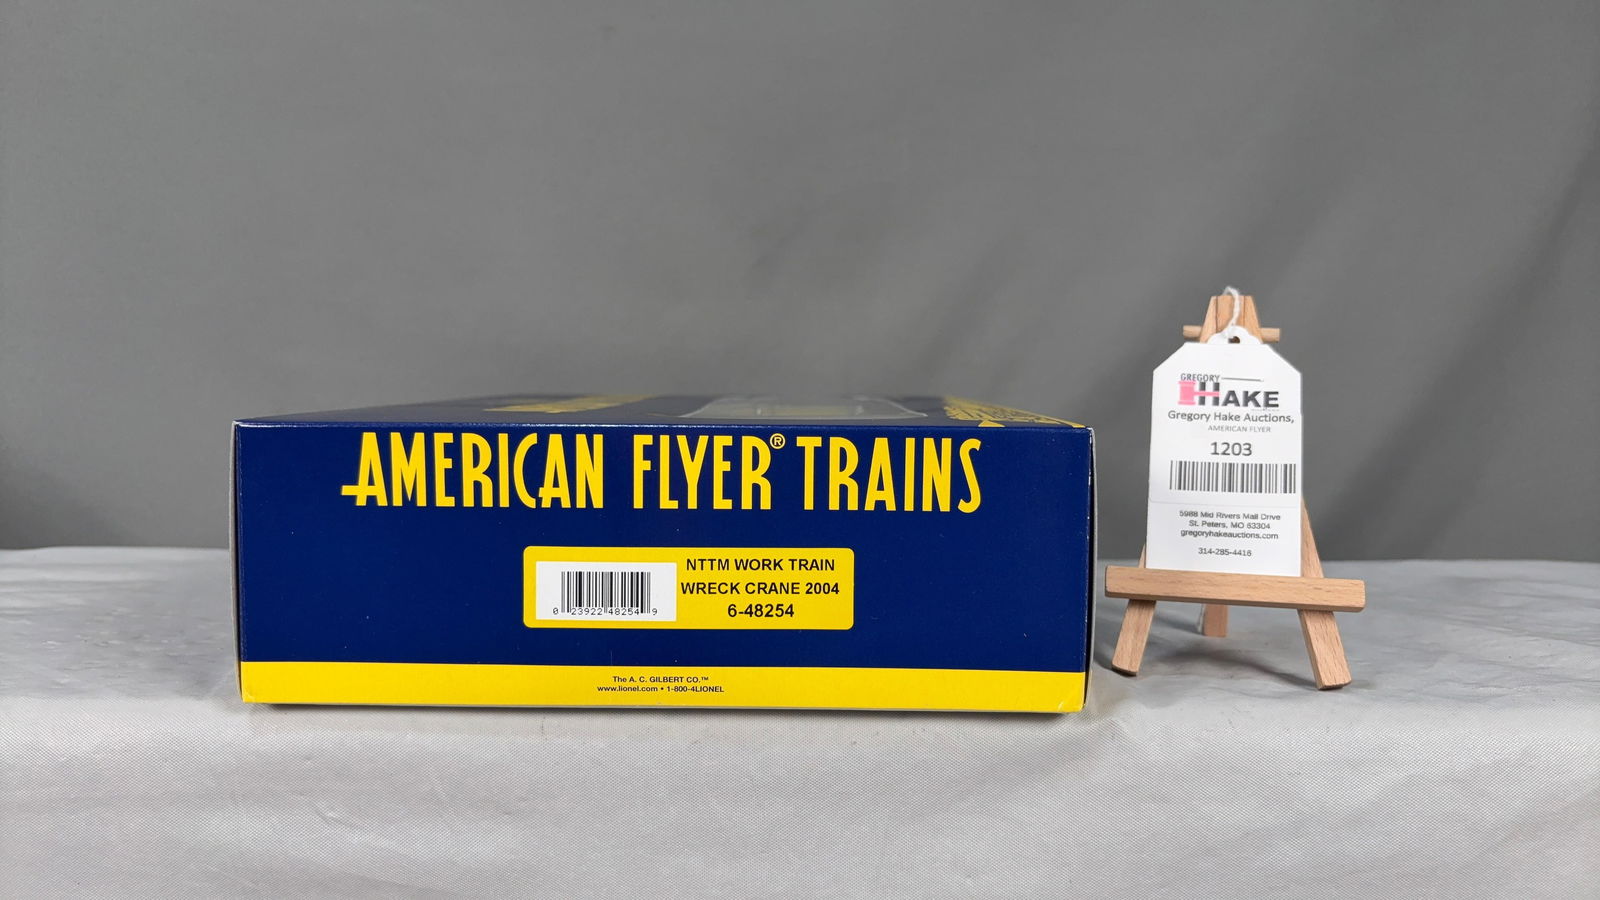 AMERICAN FLYER® TRAINS
NTTM WORK TRAIN
WRECK CRANE 2004
6-48254
0 23922 48254 9
The A. C. GILBERT CO.™
www.lionel.com • 1-800-4LIONEL
GREGORY
HAKE
Gregory Hake Auctions,
AMERICAN FLYER
1203
5988 Mid Rivers Mall Drive
St. Peters, MO 63304
gregoryhakeauctions.com
314-285-4416